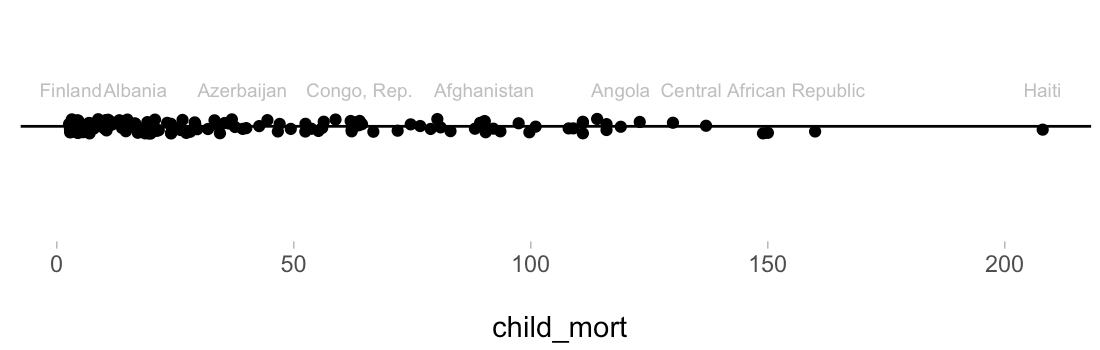 Finland Albania Azerbaijan Congo, Rep. Afghanistan Angola Central African Republic Haiti
0 50 100 150 200
child_mort